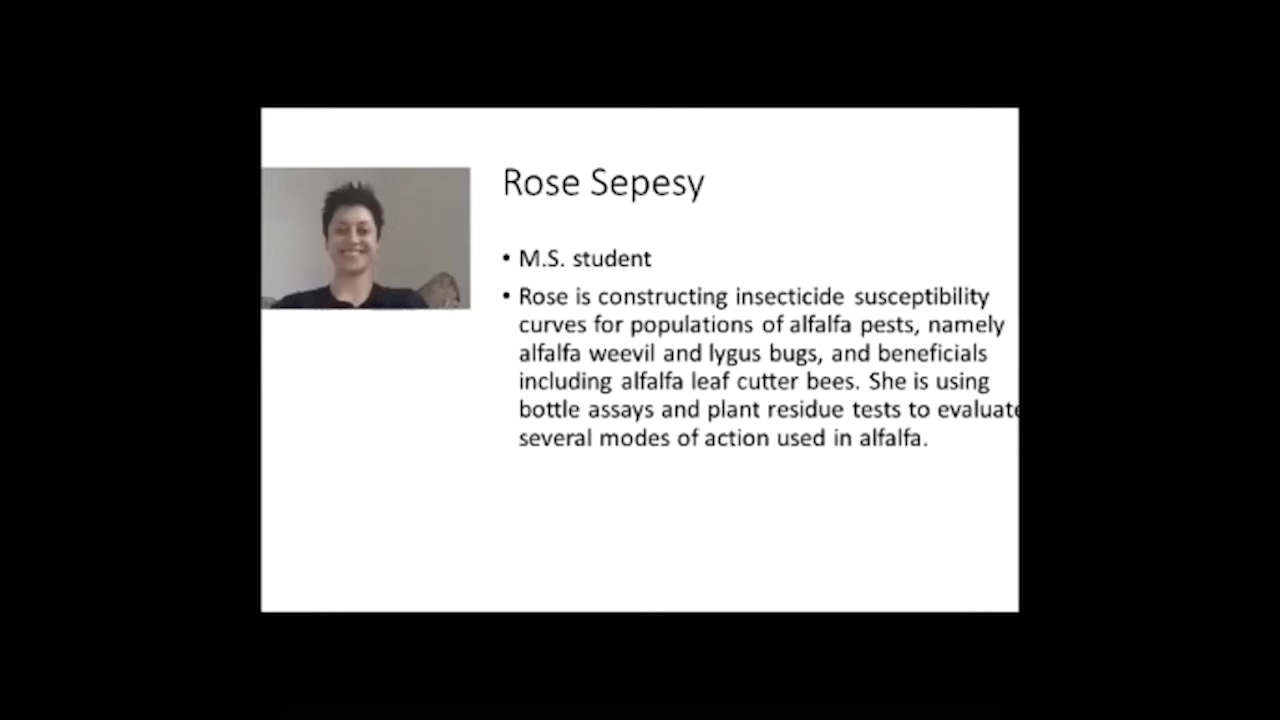 Rose Sepesy
• M.S. student
• Rose is constructing insecticide susceptibility
curves for populations of alfalfa pests, namely
alfalfa weevil and lygus bugs, and beneficials
including alfalfa leaf cutter bees. She is using
bottle assays and plant residue tests to evaluate
several modes of action used in alfalfa.